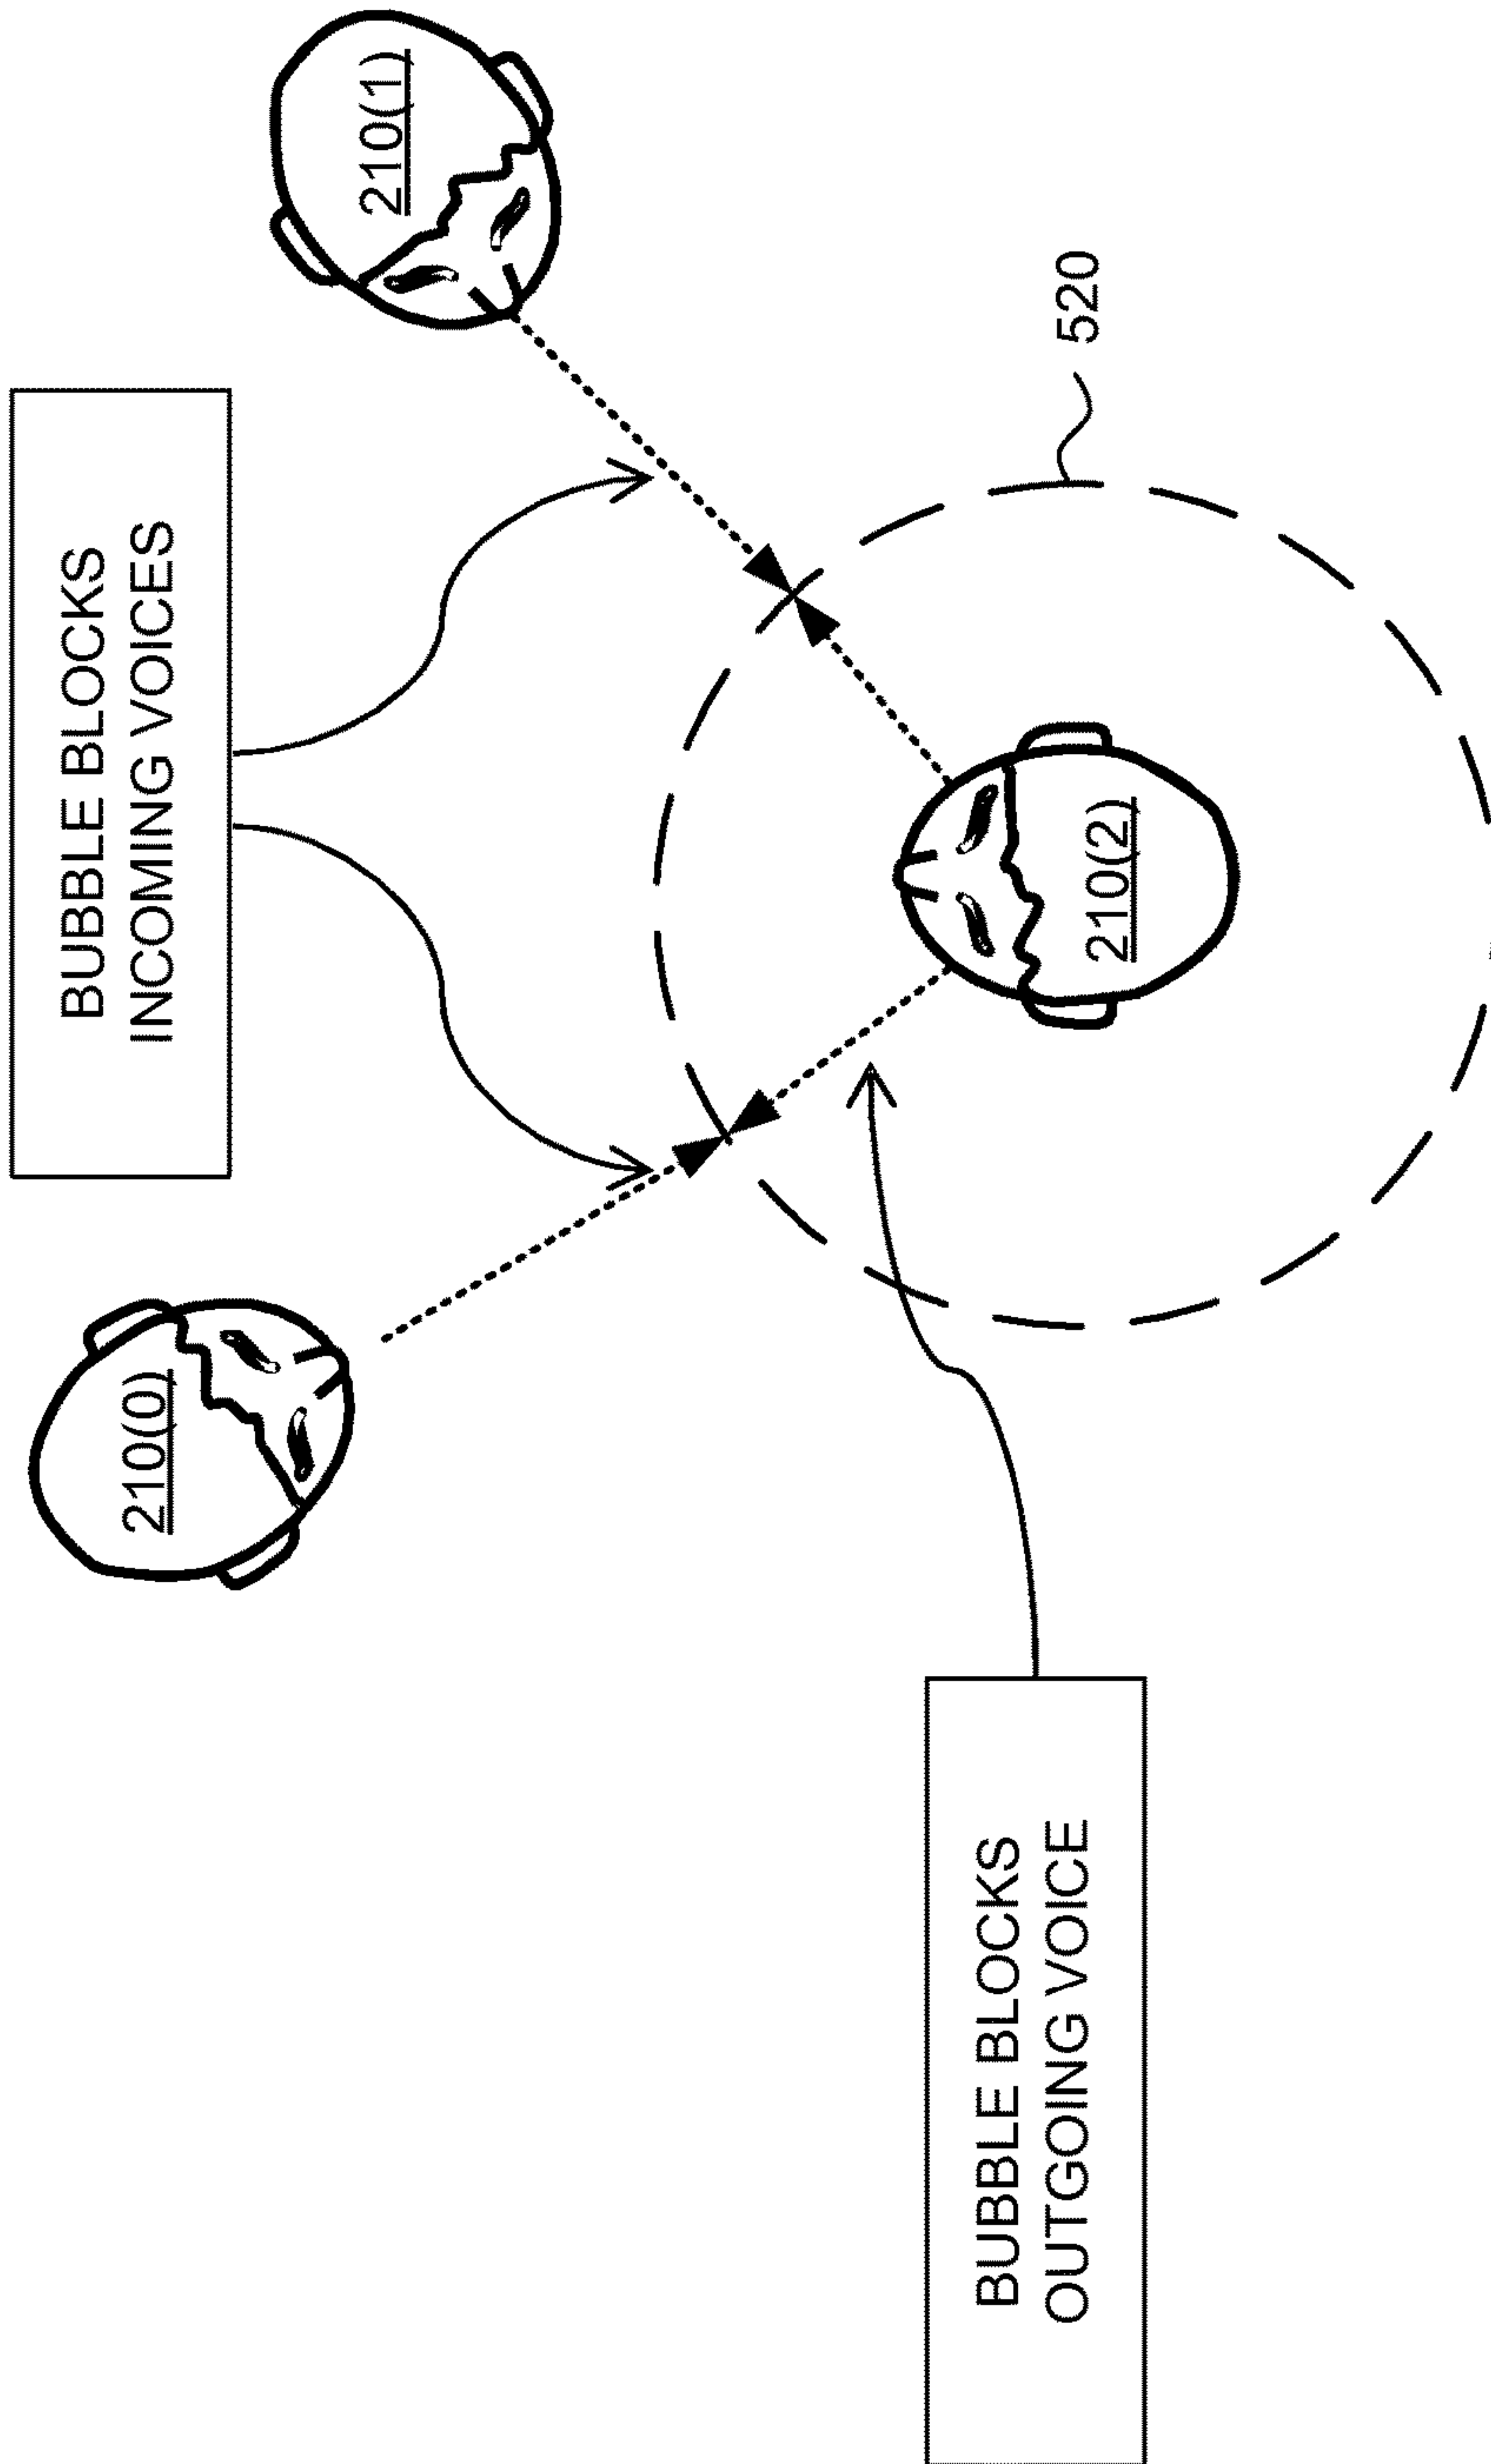 BUBBLE BLOCKS
INCOMING VOICES
210(0)
210(1)
520
210(2)
BUBBLE BLOCKS
OUTGOING VOICE